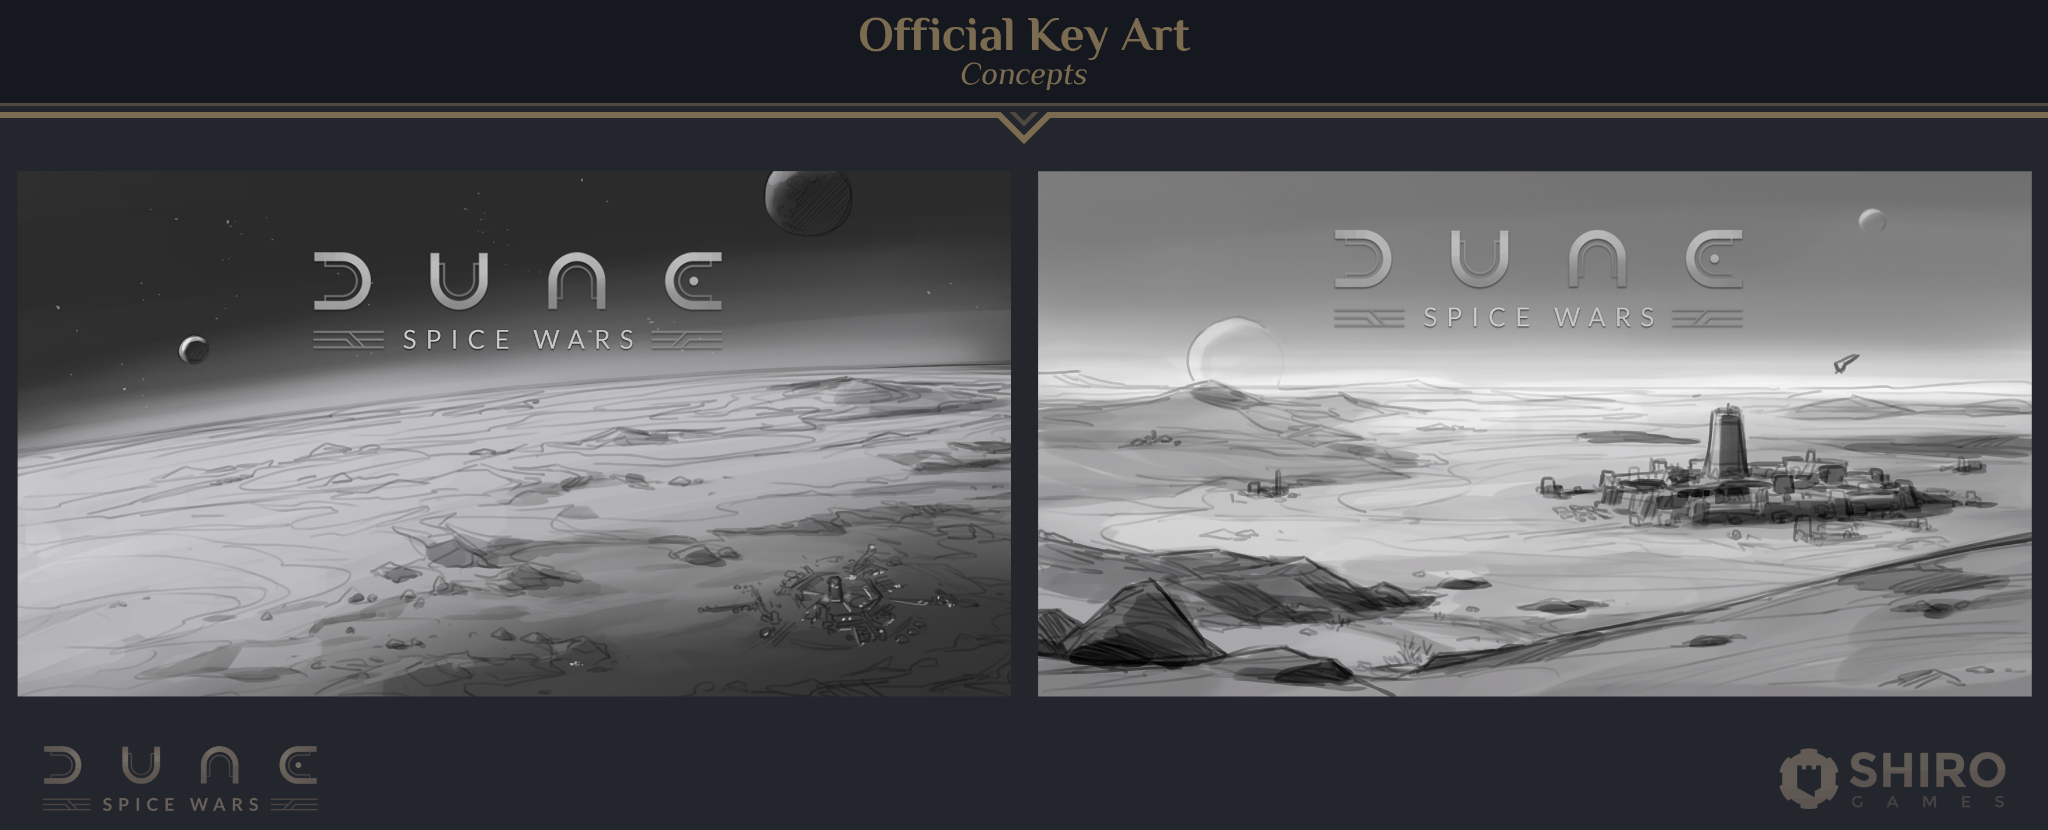 Official Key Art
Concepts
DUNE
SPICE WARS
DUNE
SPICE WARS
DUNE
SPICE WARS
SHIRO
GAMES